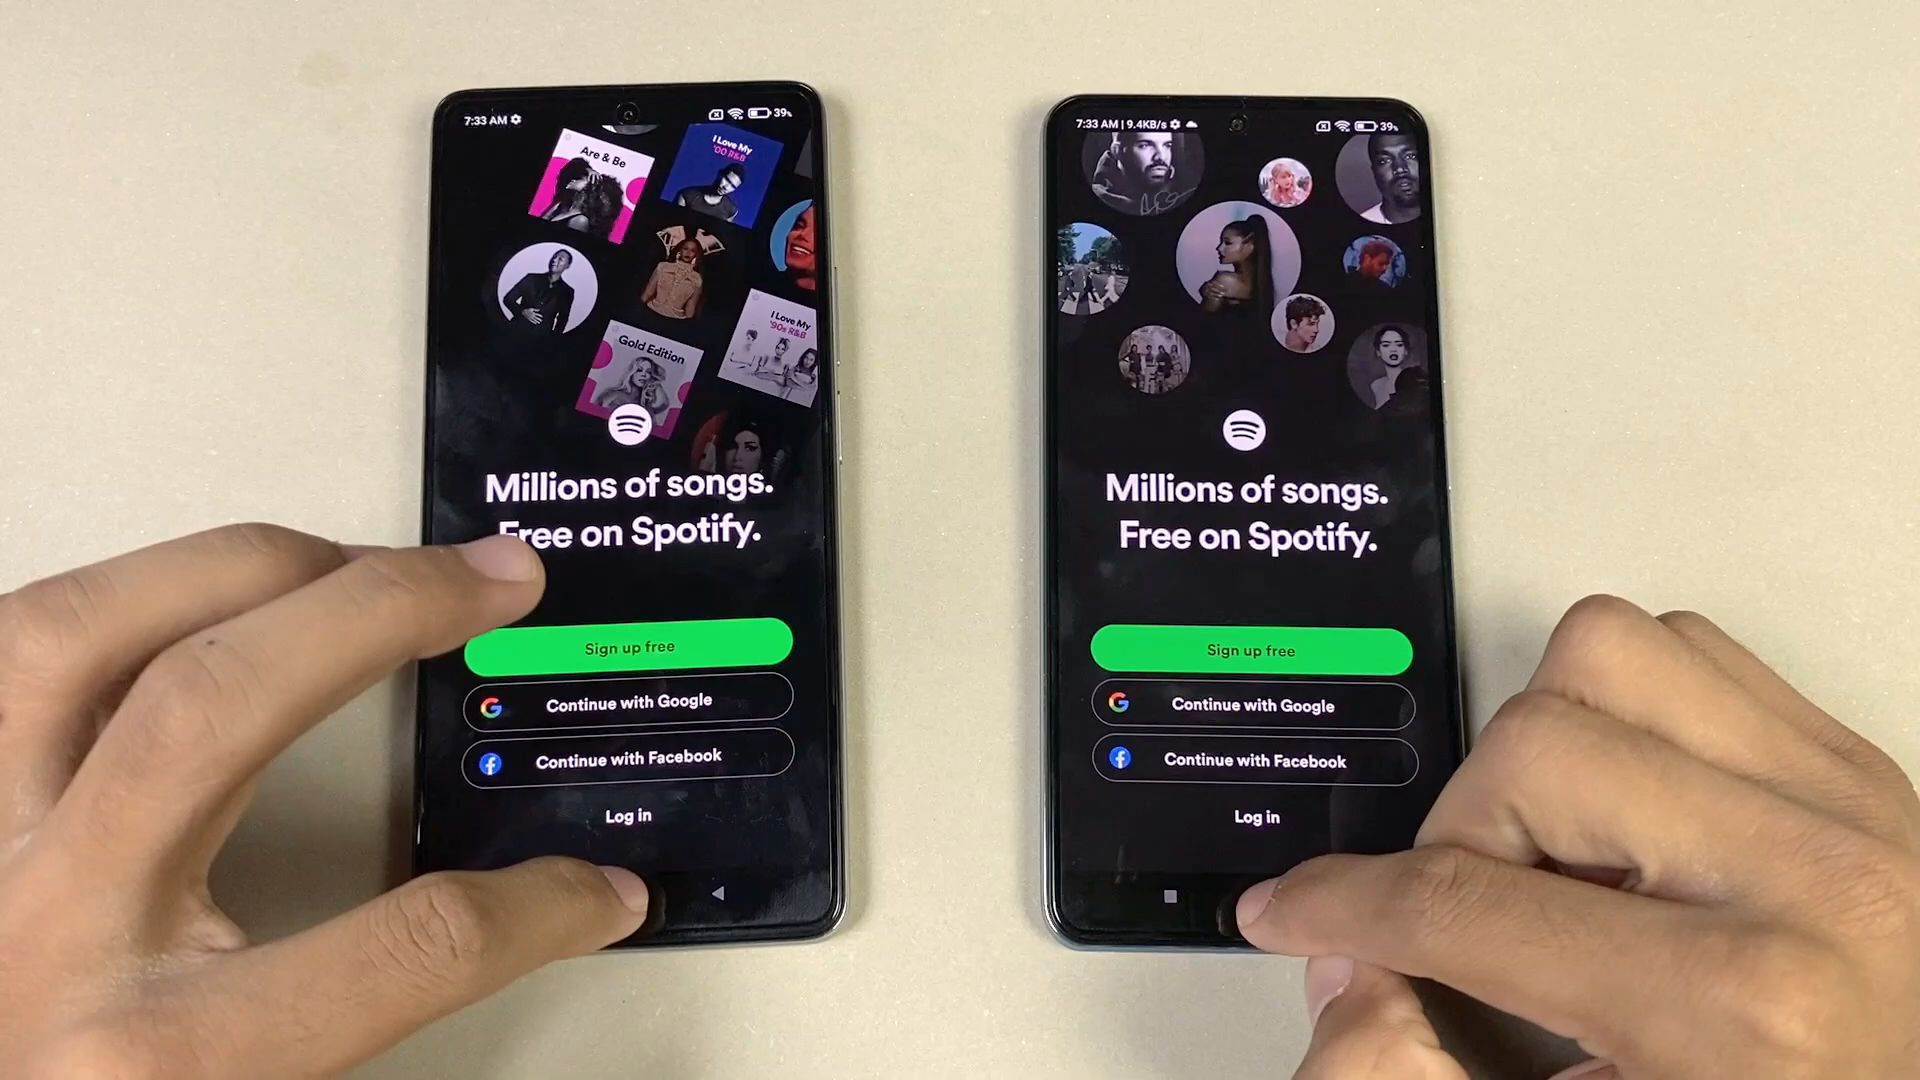 7:33 AM
39%
Are & Be
I Love My
'00 R&B
I Love My
'90s R&B
Gold Edition
Millions of songs.
Free on Spotify.
Sign up free
Continue with Google
Continue with Facebook
Log in
7:33 AM | 9.4KB/s
39%
Millions of songs.
Free on Spotify.
Sign up free
Continue with Google
Continue with Facebook
Log in